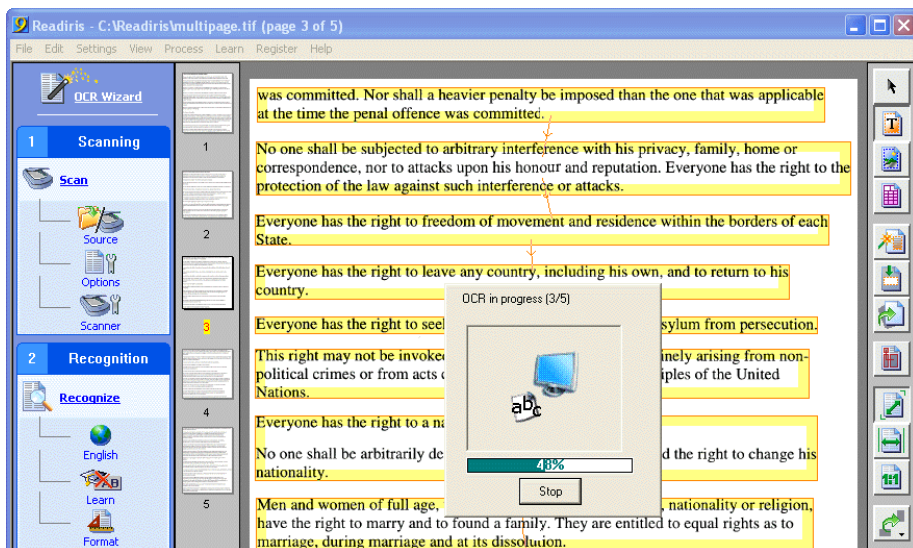 Readiris - C:\Readiris\multipage.tif (page 3 of 5)
File Edit Settings View Process Learn Register Help
OCR Wizard
1 Scanning
Scan
Source
Options
Scanner
2 Recognition
Recognize
English
Learn
Format
1
2
3
4
5
was committed. Nor shall a heavier penalty be imposed than the one that was applicable
at the time the penal offence was committed.
No one shall be subjected to arbitrary interference with his privacy, family, home or
correspondence, nor to attacks upon his honour and reputation. Everyone has the right to the
protection of the law against such interference or attacks.
Everyone has the right to freedom of movement and residence within the borders of each
State.
Everyone has the right to leave any country, including his own, and to return to his
country.
Everyone has the right to seek sylum from persecution.
This right may not be invoked inely arising from non-
political crimes or from acts iples of the United
Nations.
Everyone has the right to a na
No one shall be arbitrarily de d the right to change his
nationality.
Men and women of full age, , nationality or religion,
have the right to marry and to found a family. They are entitled to equal rights as to
marriage, during marriage and at its dissolution.
OCR in progress (3/5)
abc
48%
Stop
T
1:1